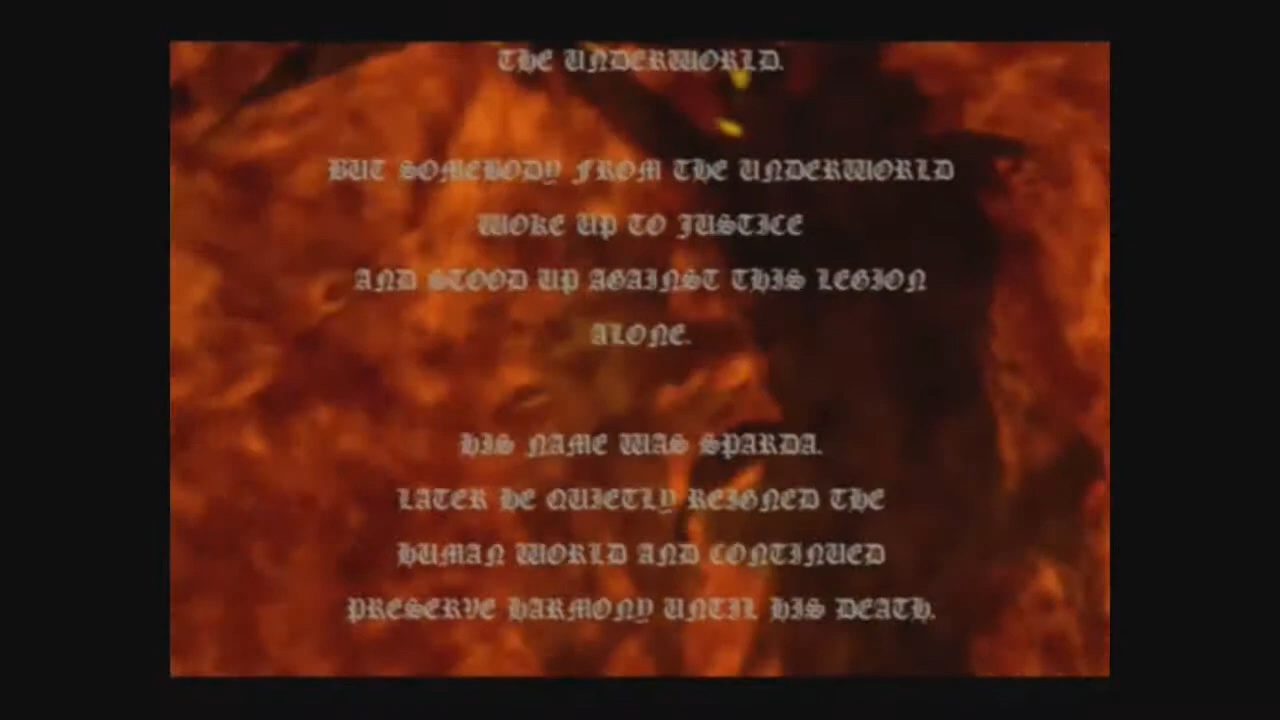 THE UNDERWORLD.
BUT SOMEBODY FROM THE UNDERWORLD
WOKE UP TO JUSTICE
AND STOOD UP AGAINST THIS LEGION
ALONE.
HIS NAME WAS SPARDA.
LATER HE QUIETLY REIGNED THE
HUMAN WORLD AND CONTINUED
PRESERVE HARMONY UNTIL HIS DEATH.